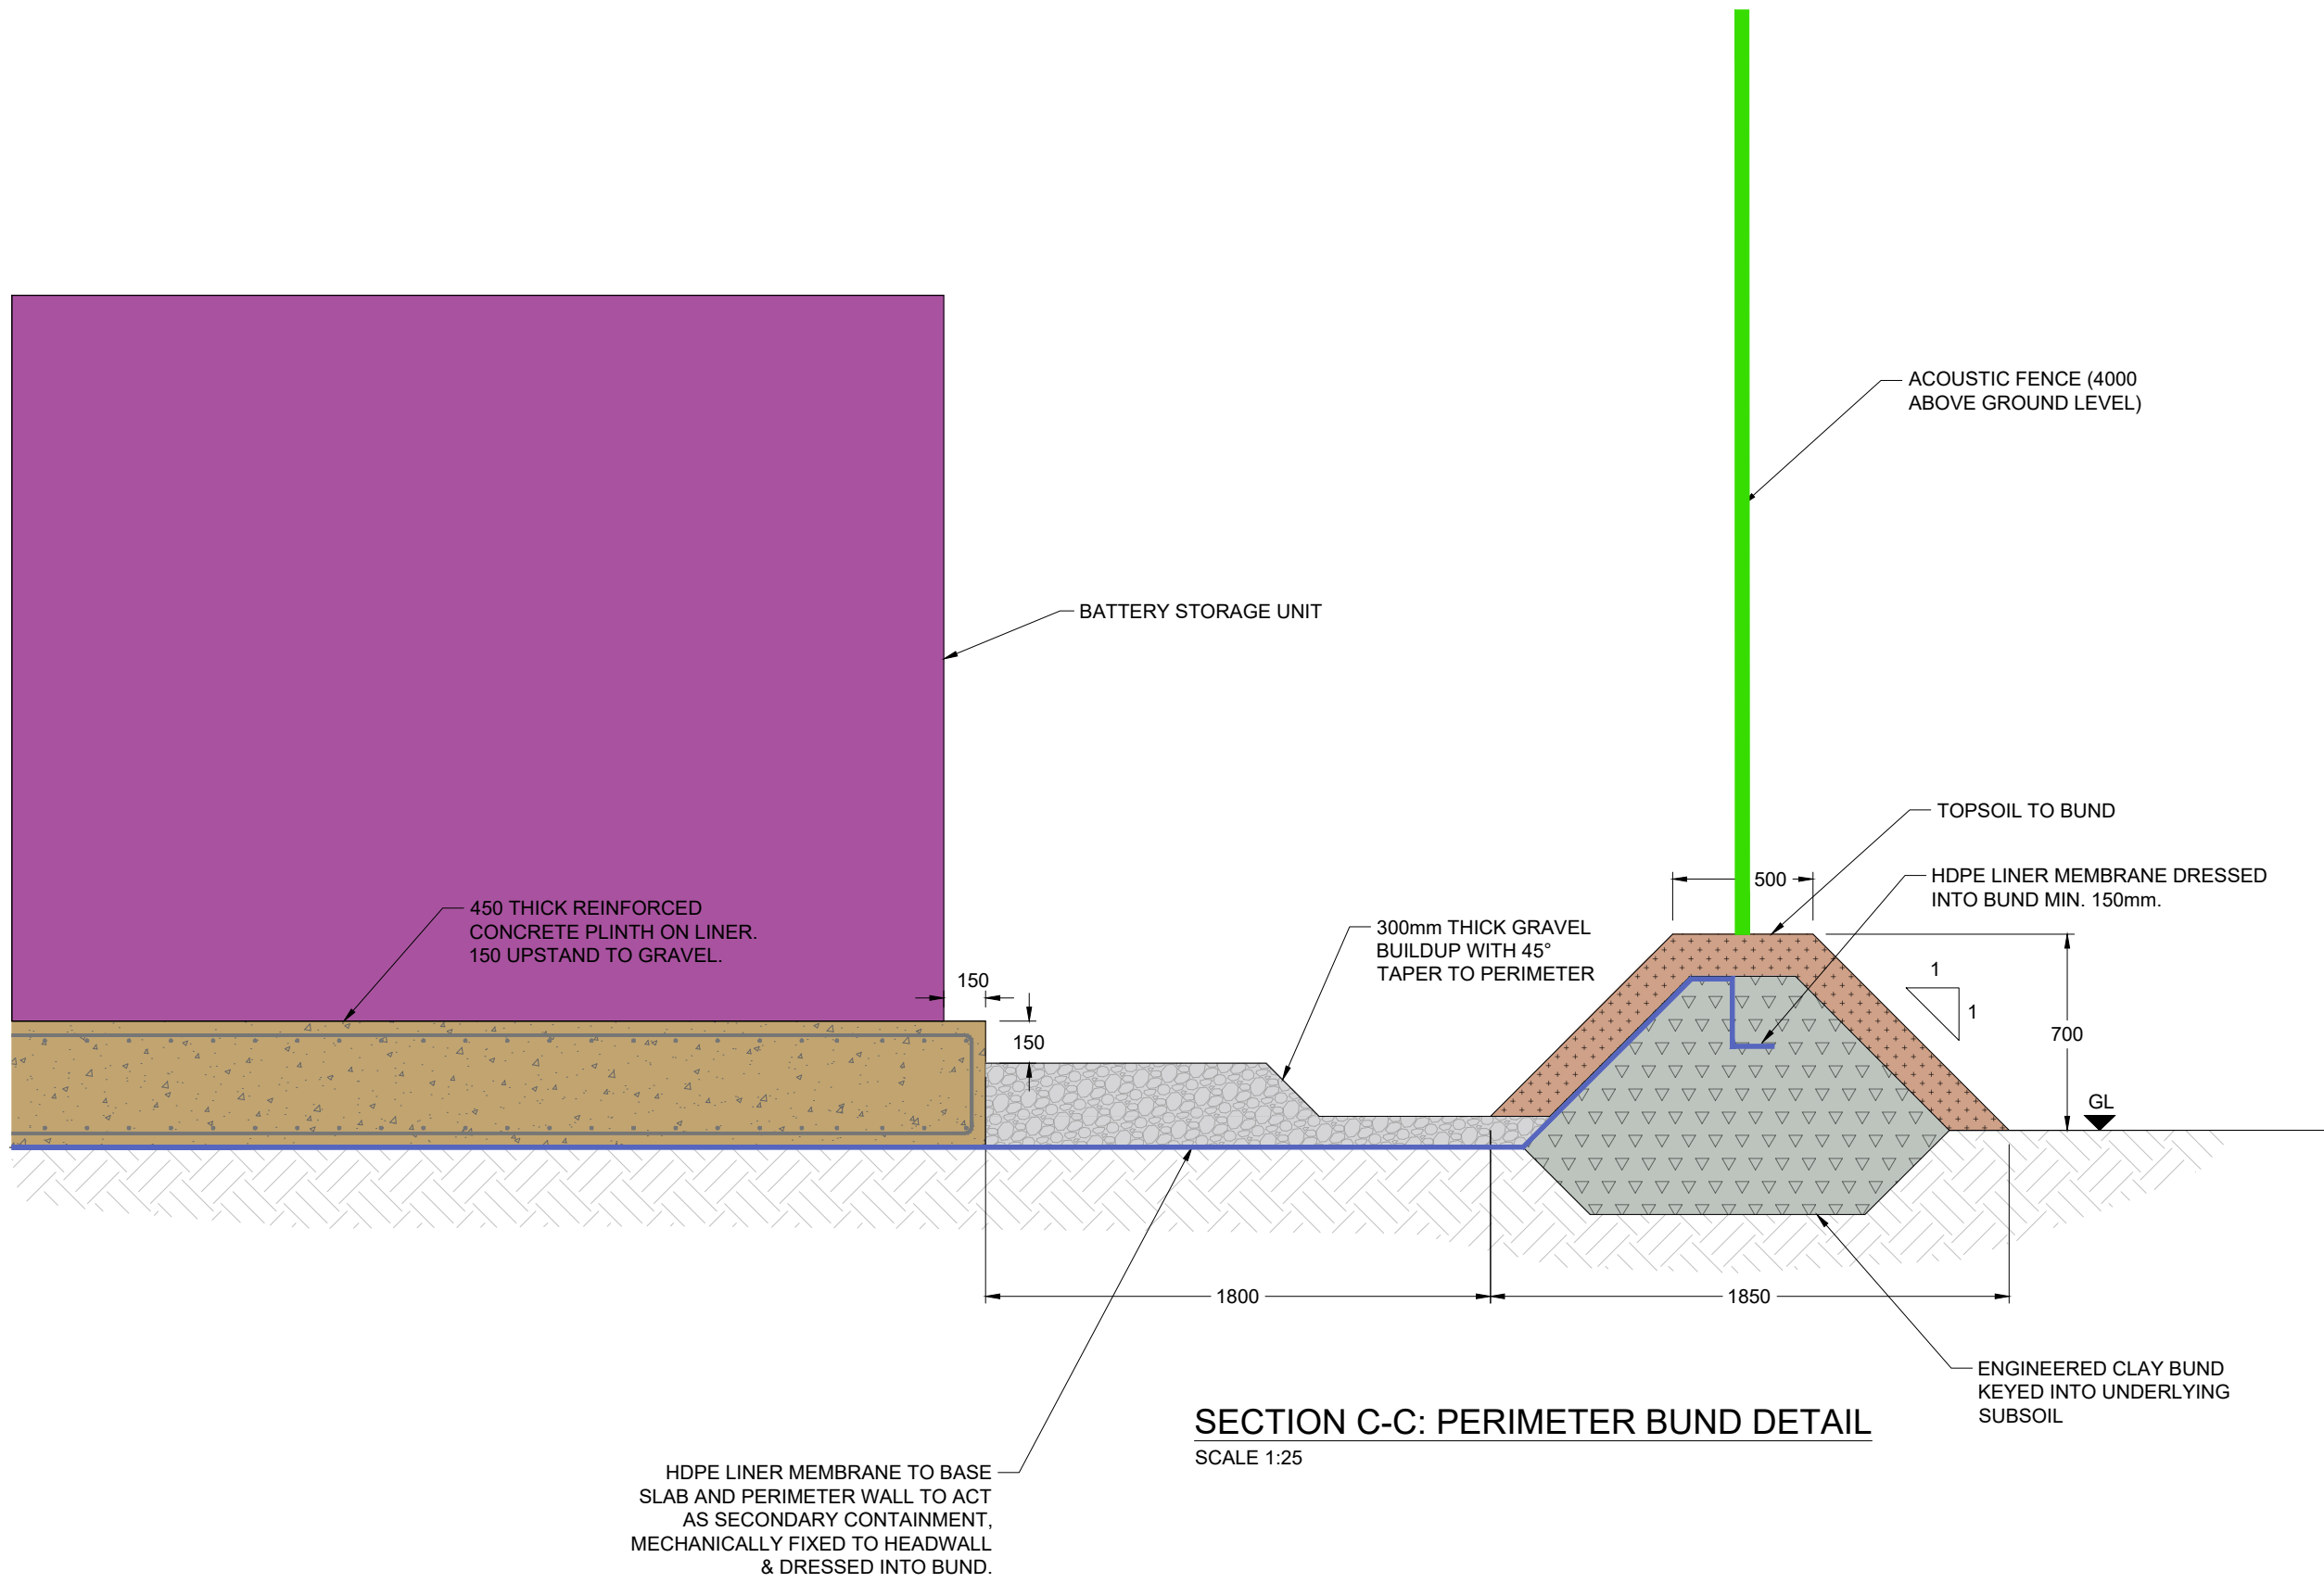 ACOUSTIC FENCE (4000
ABOVE GROUND LEVEL)
BATTERY STORAGE UNIT
TOPSOIL TO BUND
500
HDPE LINER MEMBRANE DRESSED
INTO BUND MIN. 150mm.
450 THICK REINFORCED
CONCRETE PLINTH ON LINER.
150 UPSTAND TO GRAVEL.
300mm THICK GRAVEL
BUILDUP WITH 45°
TAPER TO PERIMETER
150
150
1
1
700
GL
1800
1850
ENGINEERED CLAY BUND
KEYED INTO UNDERLYING
SUBSOIL
SECTION C-C: PERIMETER BUND DETAIL
SCALE 1:25
HDPE LINER MEMBRANE TO BASE
SLAB AND PERIMETER WALL TO ACT
AS SECONDARY CONTAINMENT,
MECHANICALLY FIXED TO HEADWALL
& DRESSED INTO BUND.